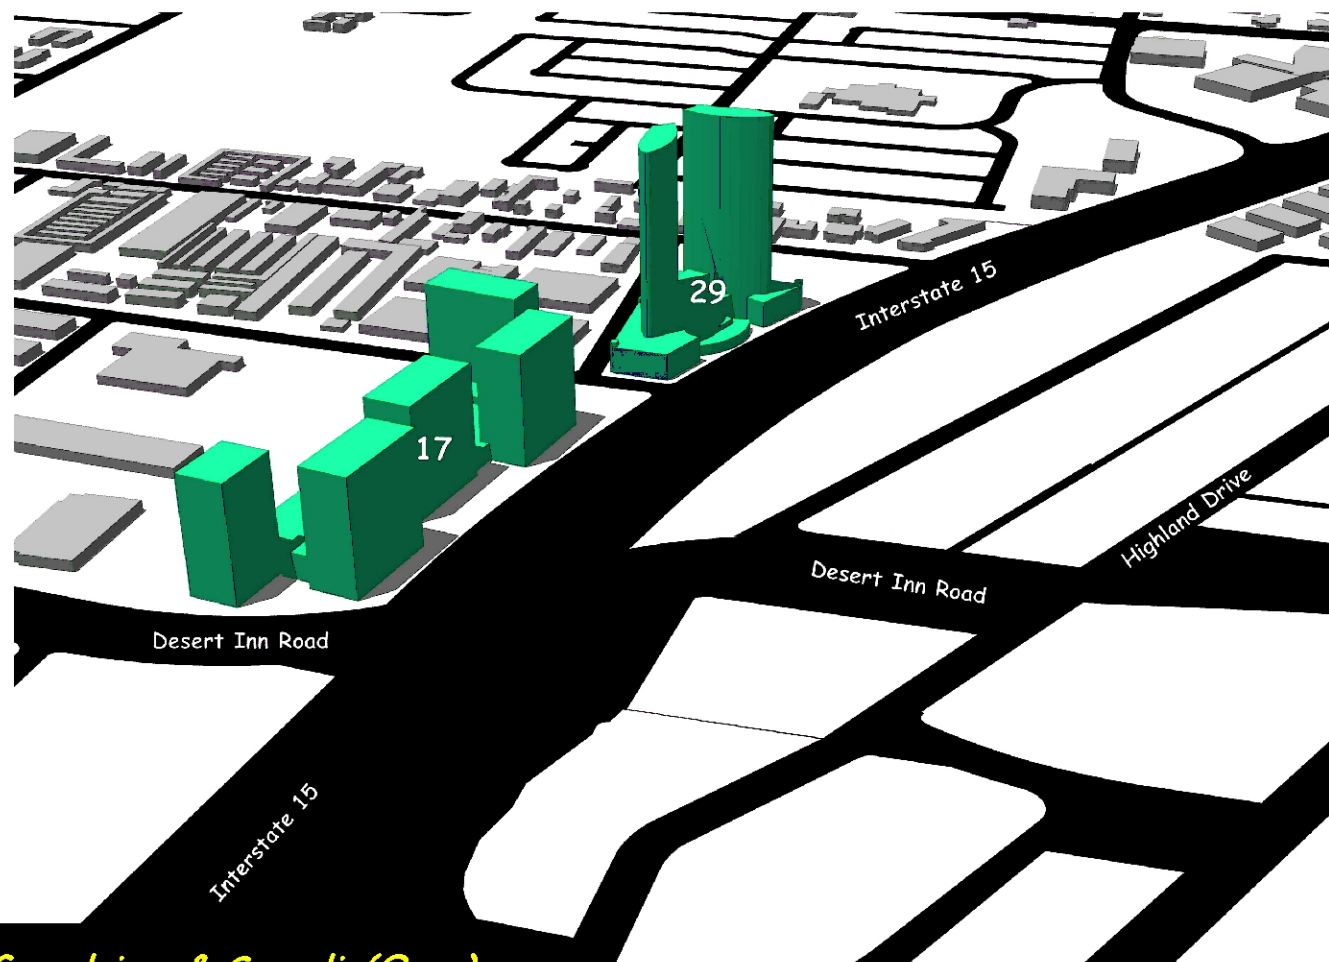 29
Interstate 15
17
Highland Drive
Desert Inn Road
Desert Inn Road
Interstate 15